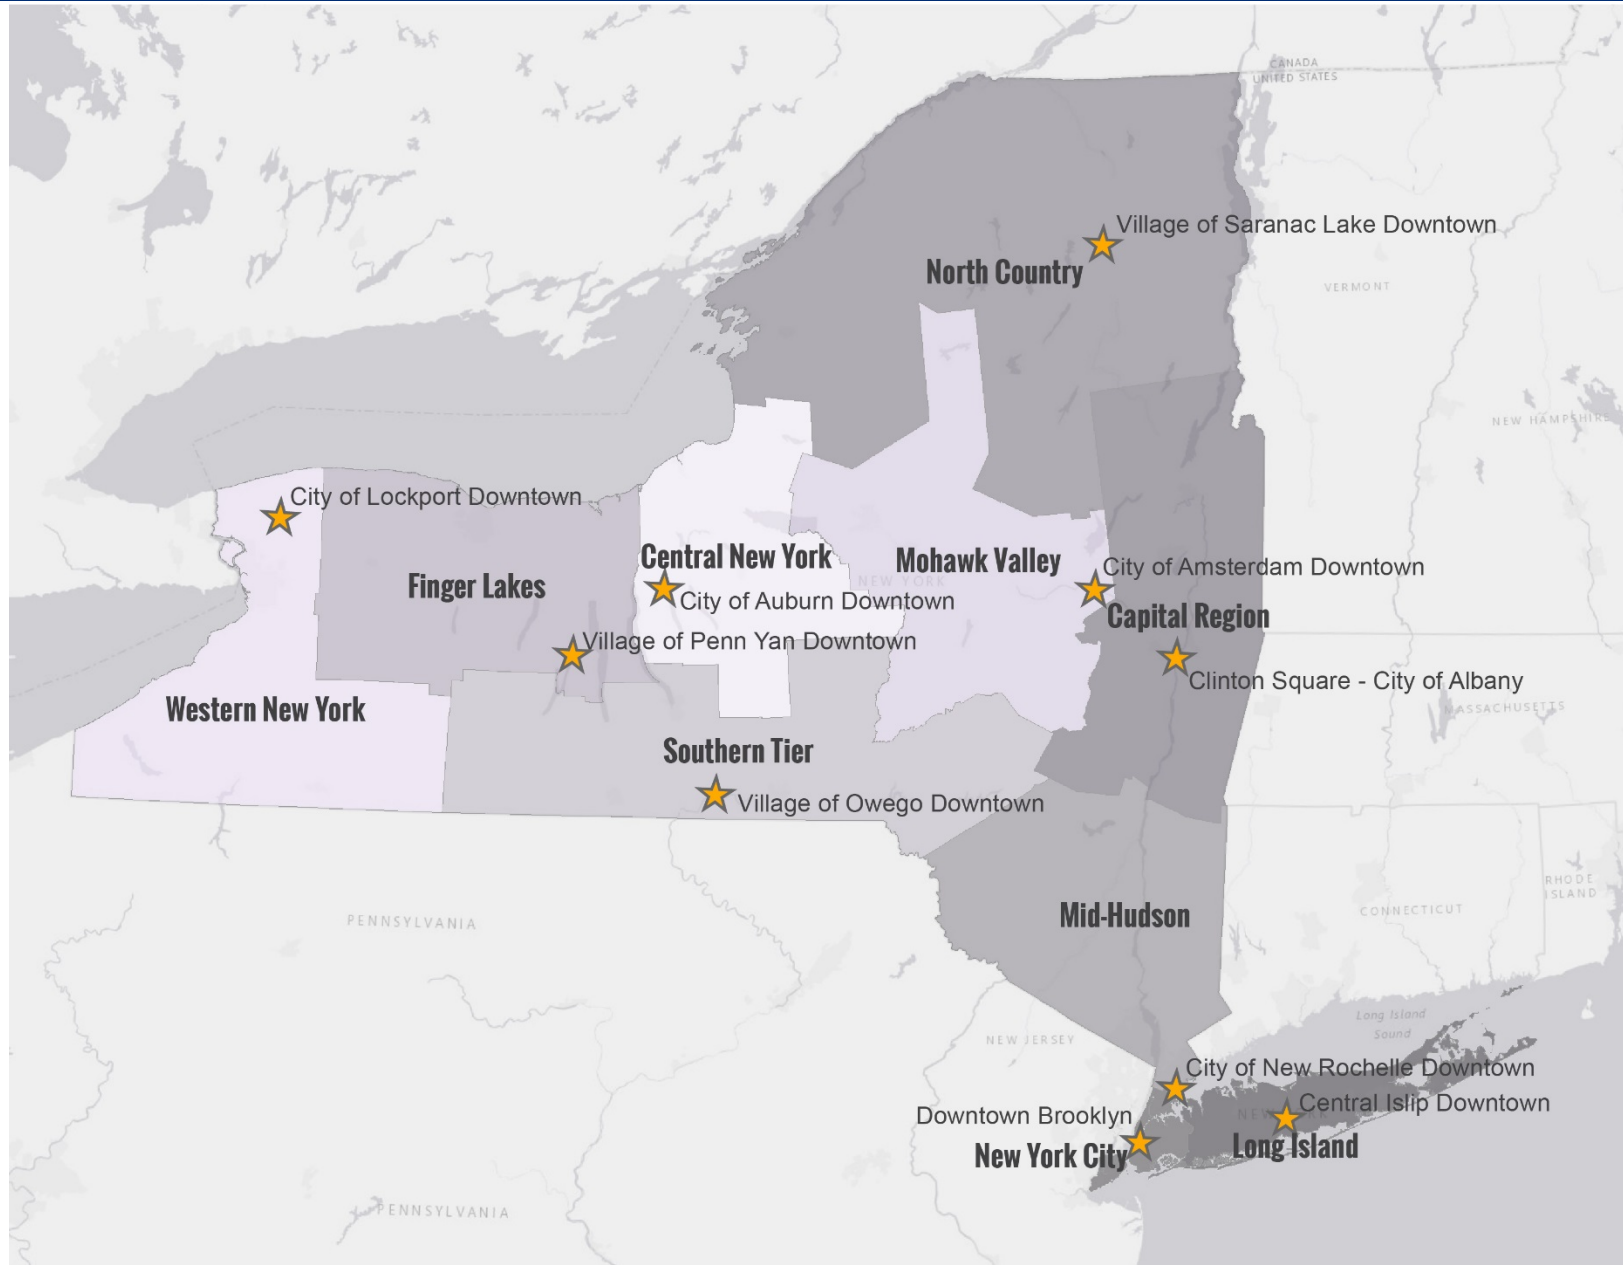 CANADA
UNITED STATES
Village of Saranac Lake Downtown
North Country
VERMONT
NEW HAMPSHIRE
City of Lockport Downtown
Central New York
Mohawk Valley
City of Amsterdam Downtown
Finger Lakes
NEW YORK
City of Auburn Downtown
Capital Region
Village of Penn Yan Downtown
Clinton Square - City of Albany
Western New York
MASSACHUSETTS
Southern Tier
Village of Owego Downtown
RHODE
ISLAND
CONNECTICUT
Mid-Hudson
PENNSYLVANIA
Long Island
Sound
NEW JERSEY
City of New Rochelle Downtown
Central Islip Downtown
Downtown Brooklyn
NEW YORK
Long Island
New York City
PENNSYLVANIA